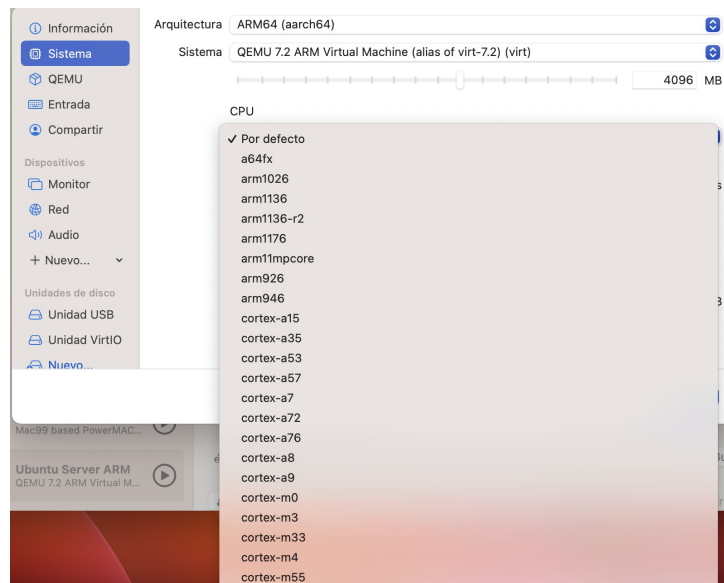 Información
Sistema
QEMU
Entrada
Compartir
Dispositivos
Monitor
Red
Audio
+ Nuevo...
Unidades de disco
Unidad USB
Unidad VirtIO
Nuevo...
Arquitectura ARM64 (aarch64)
Sistema QEMU 7.2 ARM Virtual Machine (alias of virt-7.2) (virt)
4096 MB
CPU
✓ Por defecto
a64fx
arm1026
arm1136
arm1136-r2
arm1176
arm11mpcore
arm926
arm946
cortex-a15
cortex-a35
cortex-a53
cortex-a57
cortex-a7
cortex-a72
cortex-a76
cortex-a8
cortex-a9
cortex-m0
cortex-m3
cortex-m33
cortex-m4
cortex-m55
Mac99 based PowerMAC...
Ubuntu Server ARM
QEMU 7.2 ARM Virtual M...